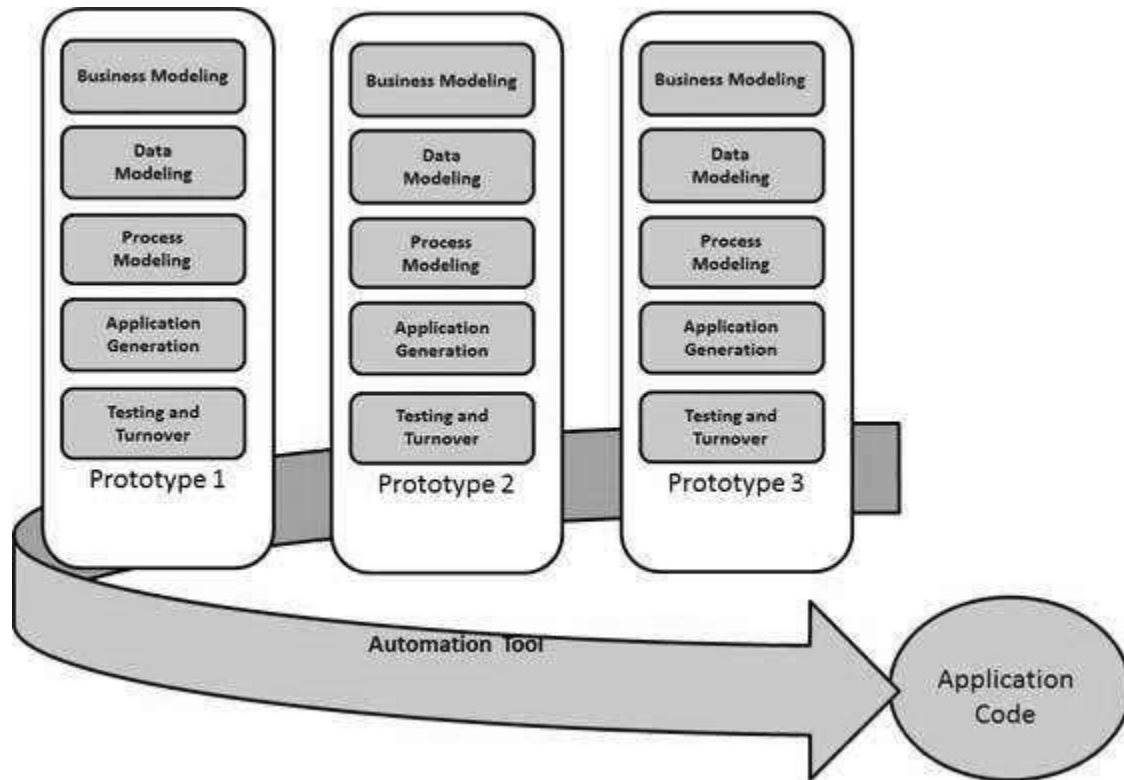 Business Modeling
Data
Modeling
Process
Modeling
Application
Generation
Testing and
Turnover
Prototype 1
Business Modeling
Data
Modeling
Process
Modeling
Application
Generation
Testing and
Turnover
Prototype 2
Business Modeling
Data
Modeling
Process
Modeling
Application
Generation
Testing and
Turnover
Prototype 3
Automation Tool
Application
Code